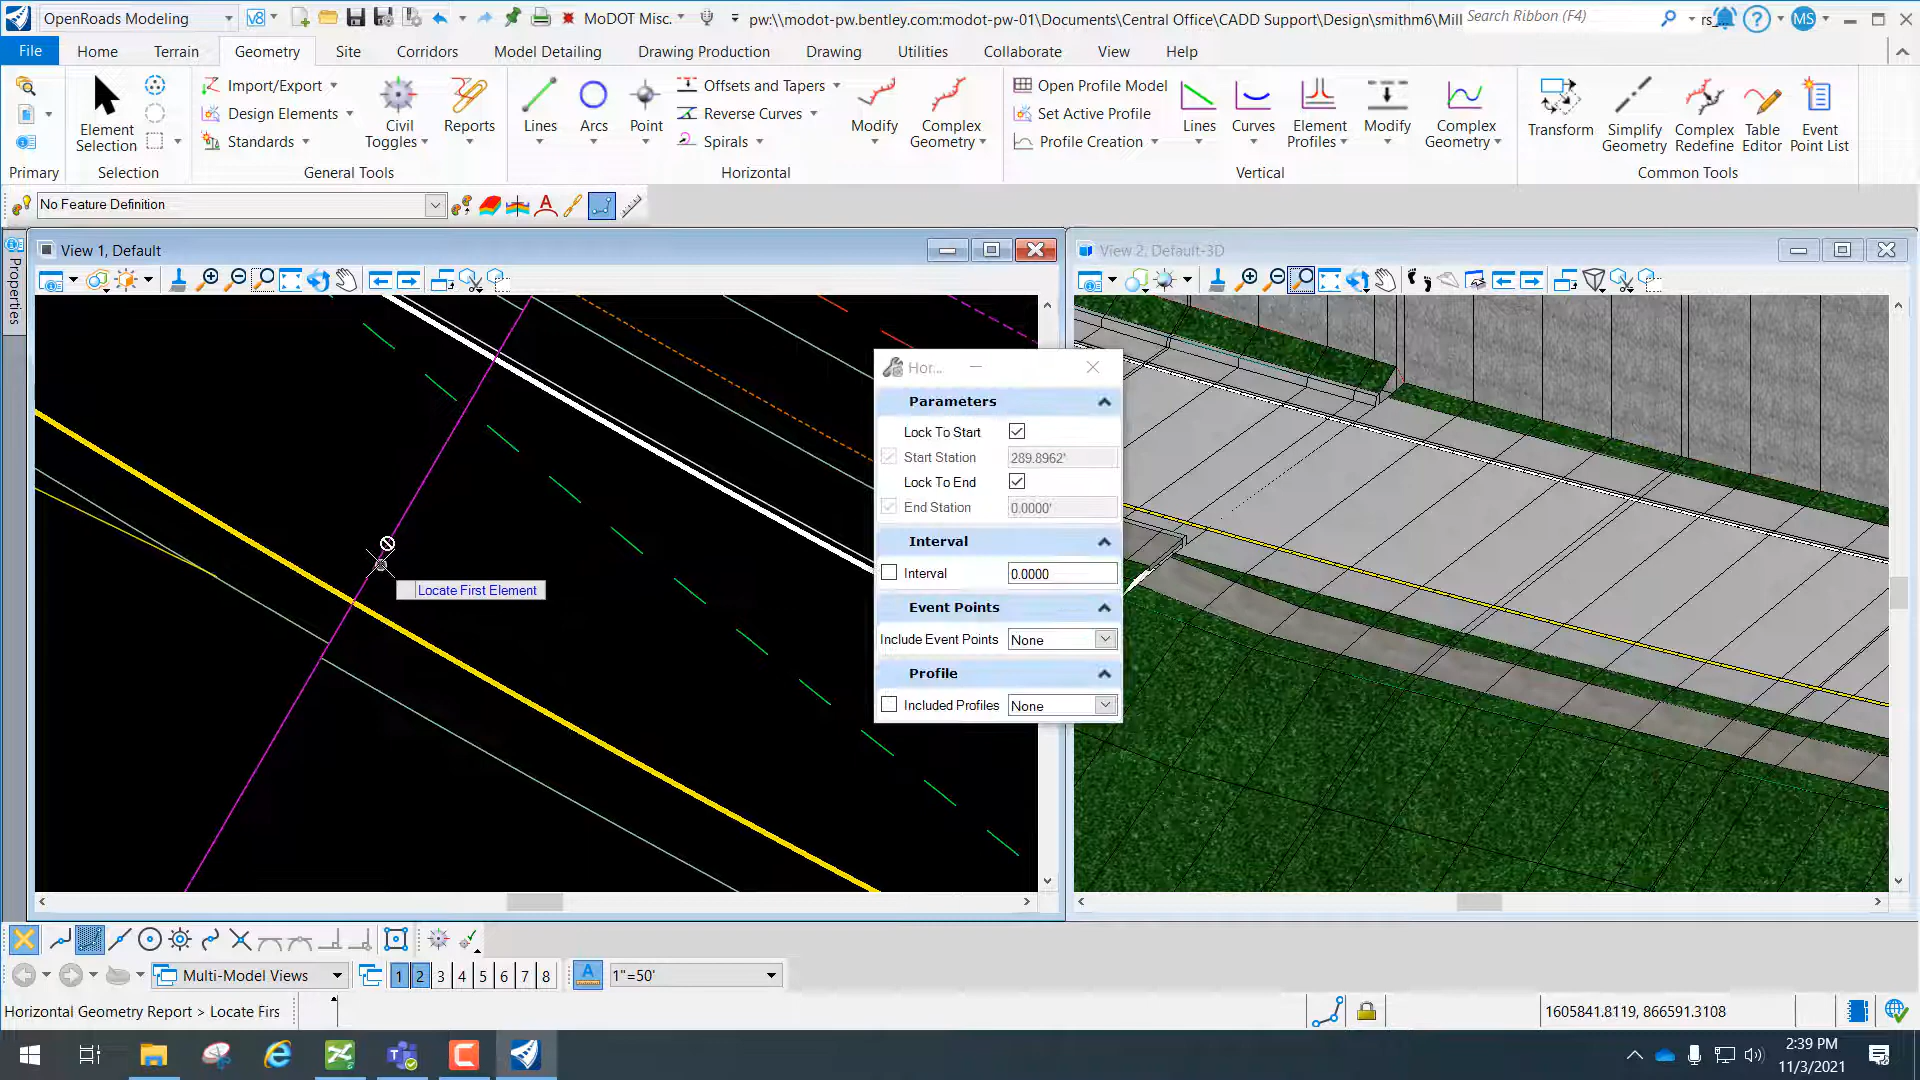 OpenRoads Modeling
MoDOT Misc.
pw:\\modot-pw.bentley.com:modot-pw-01\Documents\Central Office\CADD Support\Design\smithm6\Mill
rs_
Search Ribbon (F4)
MS
File
Home
Terrain
Geometry
Site
Corridors
Model Detailing
Drawing Production
Drawing
Utilities
Collaborate
View
Help
Element Selection
Import/Export
Design Elements
Standards
Civil Toggles
Reports
Lines
Arcs
Point
Offsets and Tapers
Reverse Curves
Spirals
Modify
Complex Geometry
Open Profile Model
Set Active Profile
Profile Creation
Lines
Curves
Element Profiles
Modify
Complex Geometry
Transform
Simplify Geometry
Complex Redefine
Table Editor
Event Point List
Primary
Selection
General Tools
Horizontal
Vertical
Common Tools
No Feature Definition
Properties
View 1, Default
View 2, Default-3D
Locate First Element
Hor...
Parameters
Lock To Start
Start Station 289.8962'
Lock To End
End Station 0.0000'
Interval
Interval 0.0000
Event Points
Include Event Points None
Profile
Included Profiles None
Multi-Model Views
1 2 3 4 5 6 7 8
1"=50'
Horizontal Geometry Report > Locate Firs
1605841.8119, 866591.3108
2:39 PM
11/3/2021